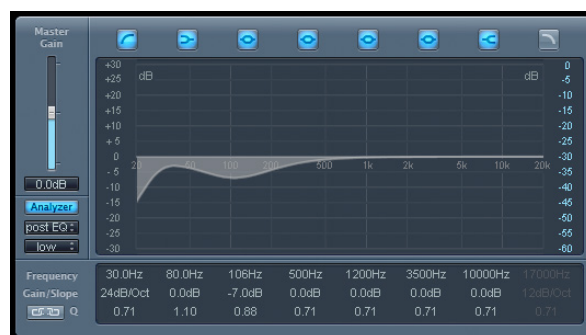 Master
Gain
0.0dB
Analyzer
post EQ
low
+30
+25
+20
+15
+10
+ 5
0
- 5
-10
-15
-20
-25
-30
dB
20
50
100
200
500
1k
2k
5k
10k
20k
dB
0
-5
-10
-15
-20
-25
-30
-35
-40
-45
-50
-55
-60
Frequency 30.0Hz 80.0Hz 106Hz 500Hz 1200Hz 3500Hz 10000Hz 17000Hz
Gain/Slope 24dB/Oct 0.0dB -7.0dB 0.0dB 0.0dB 0.0dB 0.0dB 12dB/Oct
Q 0.71 1.10 0.88 0.71 0.71 0.71 0.71 0.71